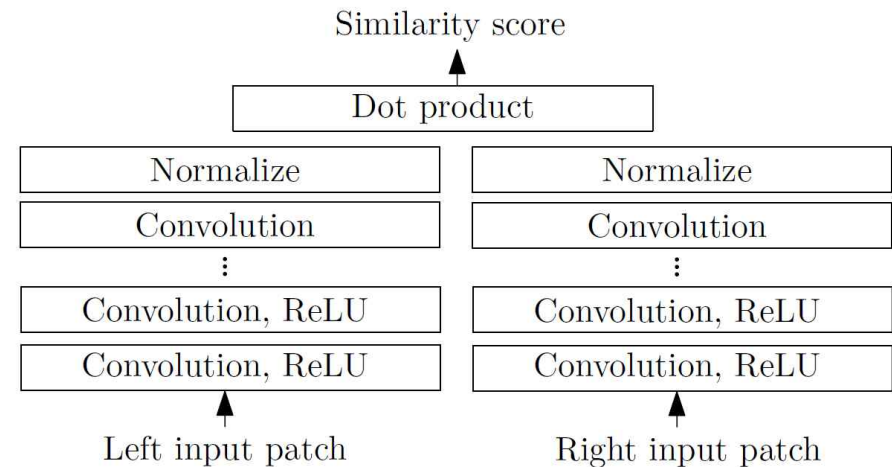 Similarity score
Dot product
Normalize
Normalize
Convolution
Convolution
Convolution, ReLU
Convolution, ReLU
Convolution, ReLU
Convolution, ReLU
Left input patch
Right input patch